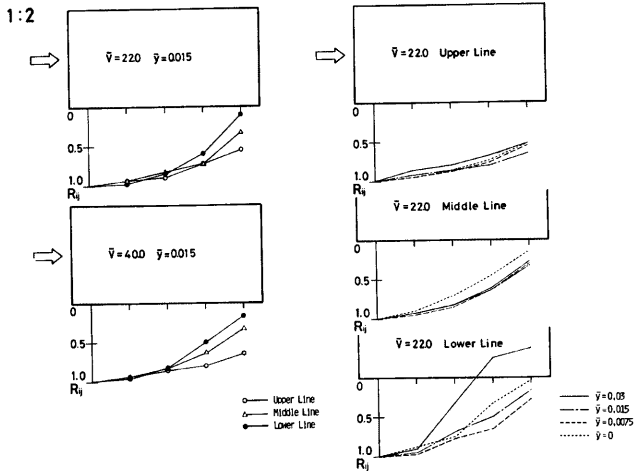 1:2
V̄=22.0 ȳ=0.015
0
0.5
1.0
Rij
V̄=40.0 ȳ=0.015
0
0.5
1.0
Rij
Upper Line
Middle Line
Lower Line
V̄=22.0 Upper Line
0
0.5
1.0
Rij
V̄=22.0 Middle Line
0
0.5
1.0
Rij
V̄=22.0 Lower Line
0
0.5
1.0
Rij
ȳ=0.03
ȳ=0.015
ȳ=0.0075
ȳ=0